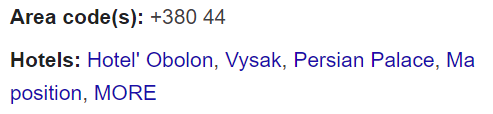 Area code(s): +380 44
Hotels: Hotel' Obolon, Vysak, Persian Palace, Ma
position, MORE